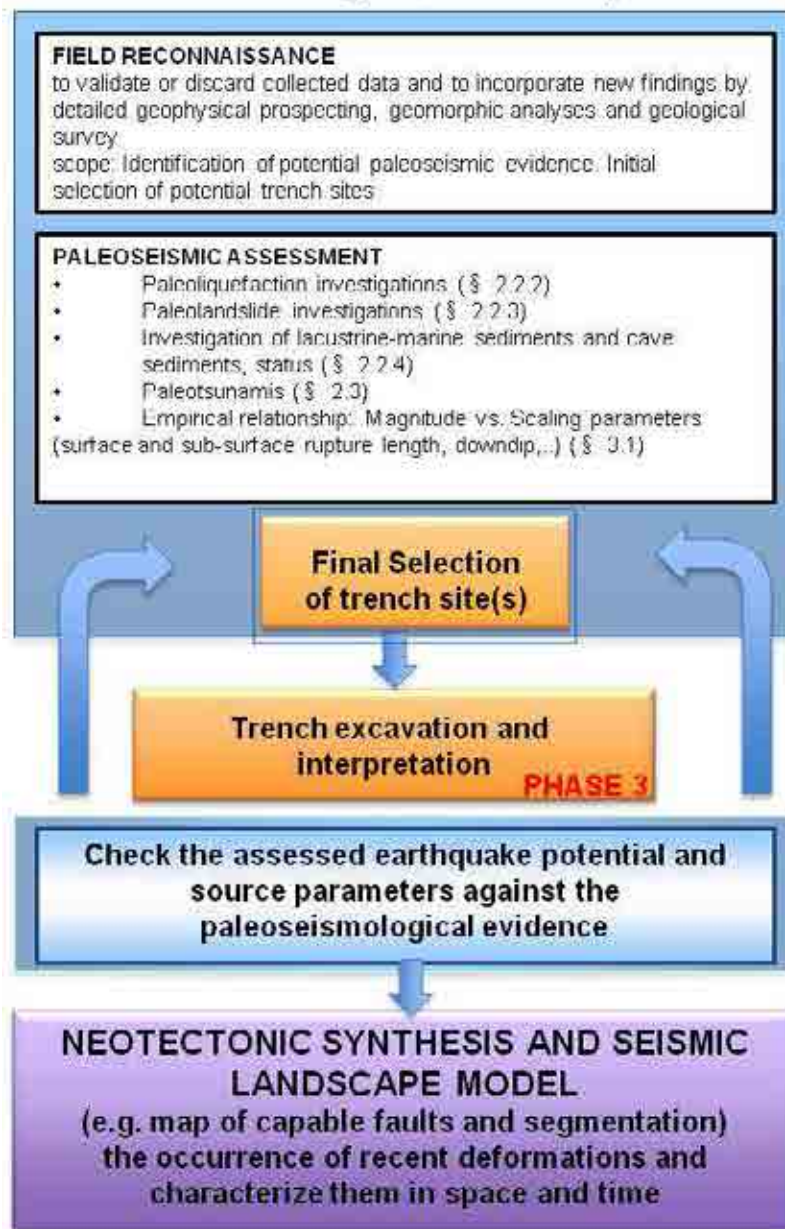 FIELD RECONNAISSANCE
to validate or discard collected data and to incorporate new findings by
detailed geophysical prospecting, geomorphic analyses and geological
survey
scope: Identification of potential paleoseismic evidence. Initial
selection of potential trench sites
PALEOSEISMIC ASSESSMENT
• Paleoliquefaction investigations (§ 2.2.2)
• Paleolandslide investigations (§ 2.2.3)
• Investigation of lacustrine-marine sediments and cave
sediments, status (§ 2.2.4)
• Paleotsunamis (§ 2.3)
• Empirical relationship: Magnitude vs. Scaling parameters
(surface and sub-surface rupture length, downdip,..) (§ 3.1)
Final Selection
of trench site(s)
Trench excavation and
interpretation
PHASE 3
Check the assessed earthquake potential and
source parameters against the
paleoseismological evidence
NEOTECTONIC SYNTHESIS AND SEISMIC
LANDSCAPE MODEL
(e.g. map of capable faults and segmentation)
the occurrence of recent deformations and
characterize them in space and time